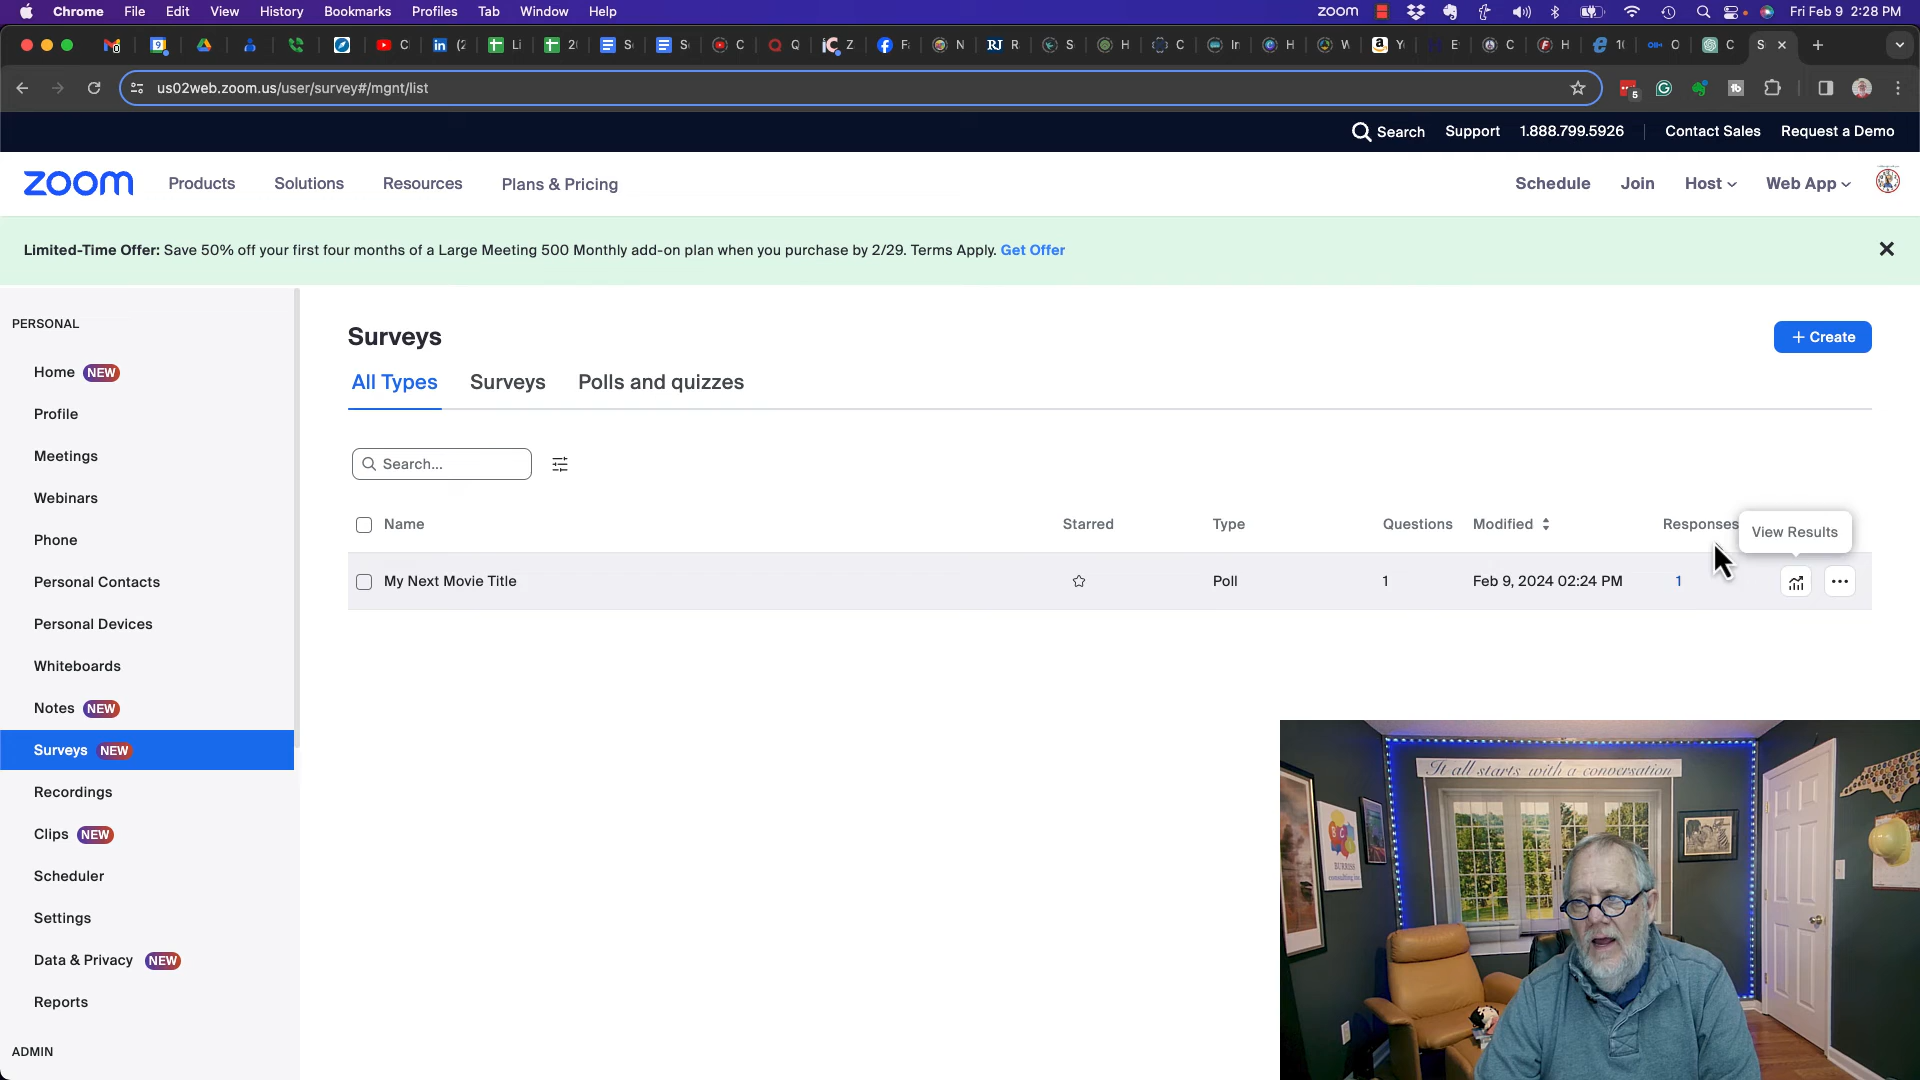 Chrome File Edit View History Bookmarks Profiles Tab Window Help zoom Fri Feb 9 2:28 PM
us02web.zoom.us/user/survey#/mgnt/list 5
Search Support 1.888.799.5926 Contact Sales Request a Demo
zoom Products Solutions Resources Plans & Pricing Schedule Join Host Web App
Limited-Time Offer: Save 50% off your first four months of a Large Meeting 500 Monthly add-on plan when you purchase by 2/29. Terms Apply. Get Offer
PERSONAL
Home NEW
Profile
Meetings
Webinars
Phone
Personal Contacts
Personal Devices
Whiteboards
Notes NEW
Surveys NEW
Recordings
Clips NEW
Scheduler
Settings
Data & Privacy NEW
Reports
ADMIN
Surveys
+ Create
All Types Surveys Polls and quizzes
Search...
Name Starred Type Questions Modified Responses
View Results
My Next Movie Title Poll 1 Feb 9, 2024 02:24 PM 1
It all starts with a conversation
BURRISS
consulting, inc.